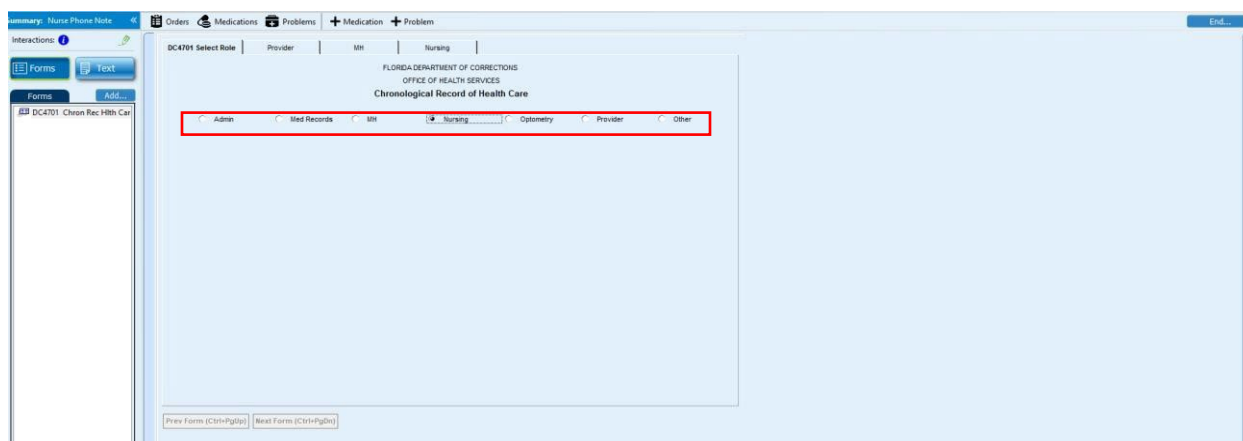 ummary: Nurse Phone Note «
Orders Medications Problems + Medication + Problem
End...
Interactions:
Forms Text
Forms Add...
DC4701 Chron Rec Hlth Car
DC4701 Select Role Provider MH Nursing
FLORIDA DEPARTMENT OF CORRECTIONS
OFFICE OF HEALTH SERVICES
Chronological Record of Health Care
Admin Med Records MH Nursing Optometry Provider Other
Prev Form (Ctrl+PgUp) Next Form (Ctrl+PgDn)